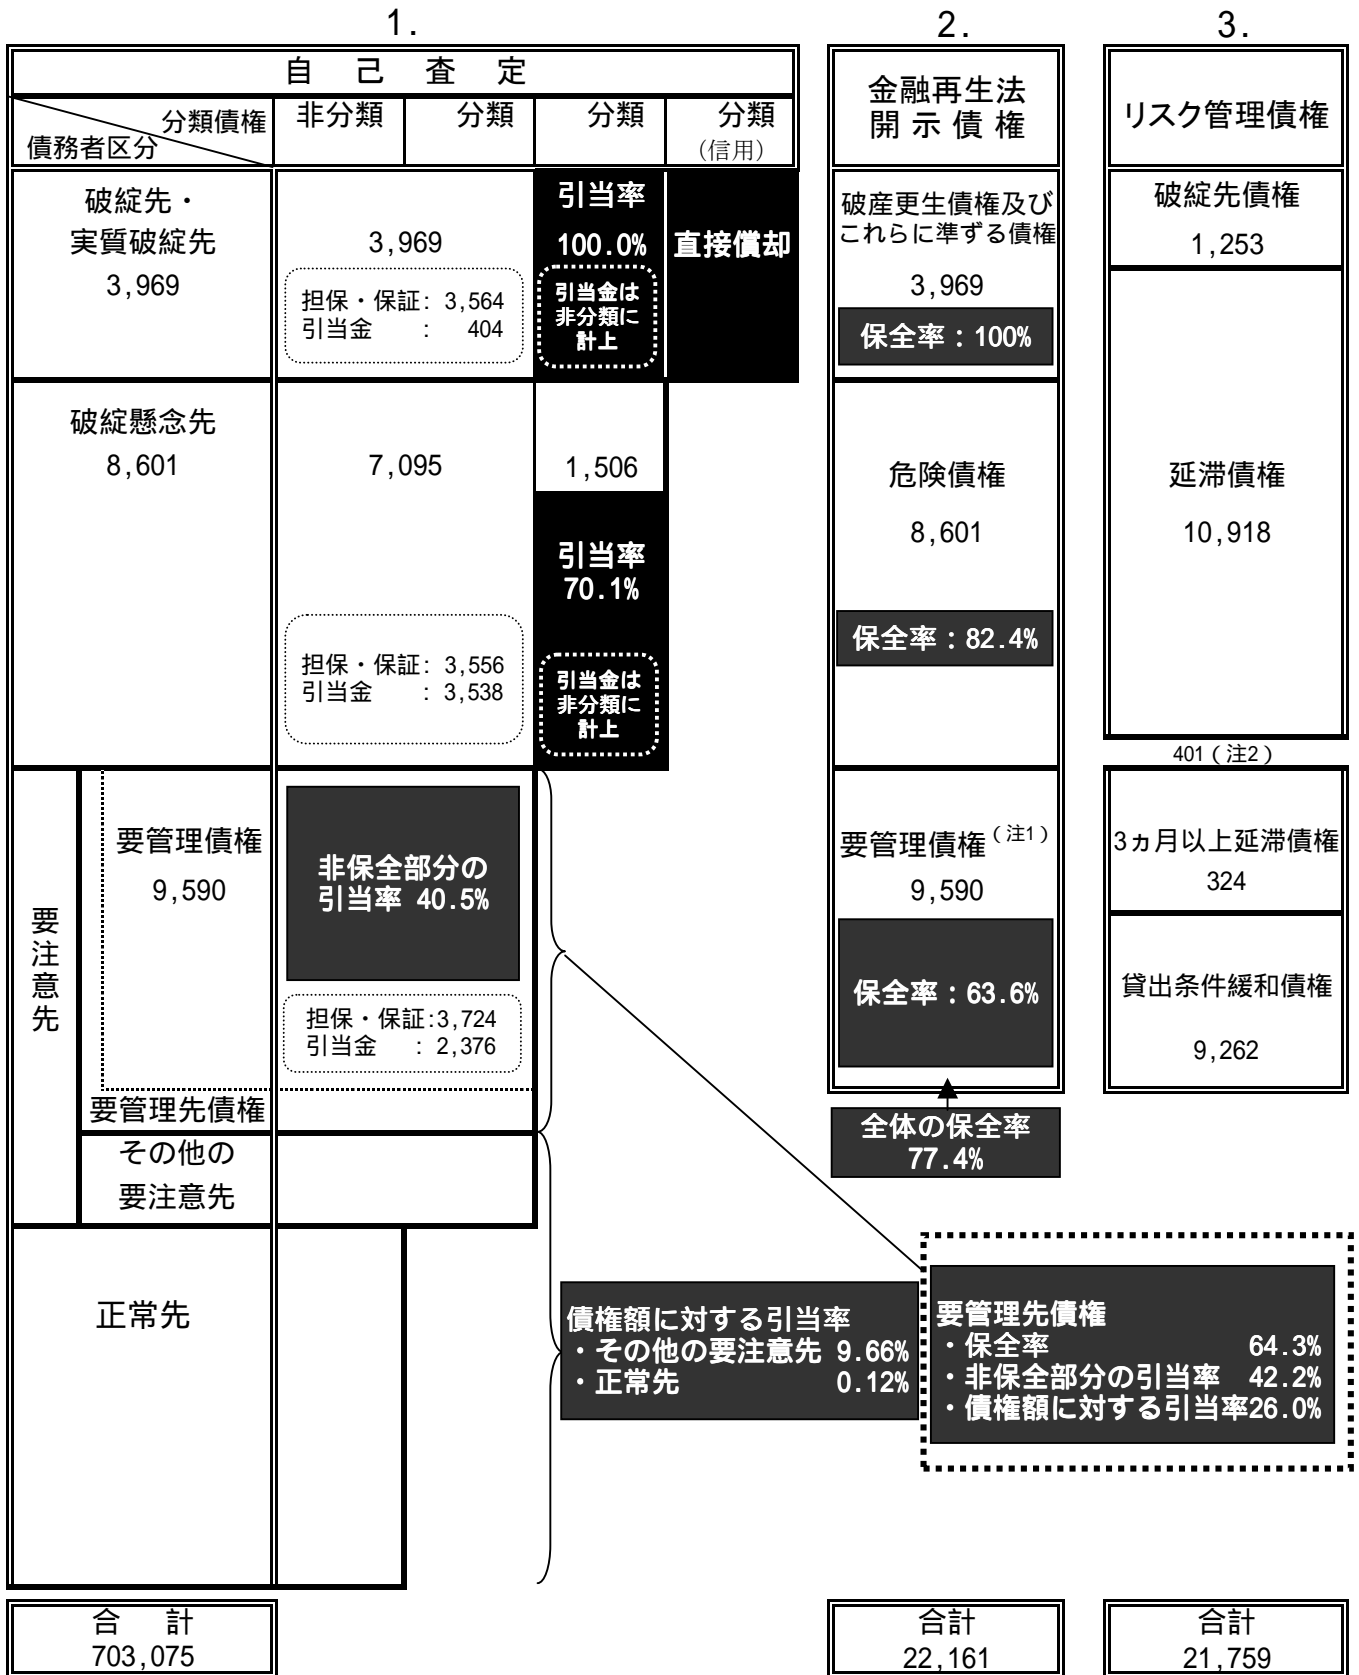 1.
2.
3.
自 己 査 定
分類債権
債務者区分
非分類
分類
分類
分類
(信用)
金融再生法
開 示 債 権
リスク管理債権
破綻先・
実質破綻先
3,969
3,969
担保・保証: 3,564
引当金 : 404
引当率
100.0%
引当金は
非分類に
計上
直接償却
破産更生債権及び
これらに準ずる債権
3,969
保全率：100%
破綻先債権
1,253
破綻懸念先
8,601
7,095
担保・保証: 3,556
引当金 : 3,538
1,506
引当率
70.1%
引当金は
非分類に
計上
危険債権
8,601
保全率：82.4%
延滞債権
10,918
401（注2）
要注意先
要管理債権
9,590
非保全部分の
引当率 40.5%
担保・保証:3,724
引当金 : 2,376
要管理先債権
要管理債権（注1）
9,590
保全率：63.6%
3ヵ月以上延滞債権
324
貸出条件緩和債権
9,262
全体の保全率
77.4%
その他の
要注意先
正常先
債権額に対する引当率
・その他の要注意先 9.66%
・正常先 0.12%
要管理先債権
・保全率 64.3%
・非保全部分の引当率 42.2%
・債権額に対する引当率26.0%
合 計
703,075
合計
22,161
合計
21,759